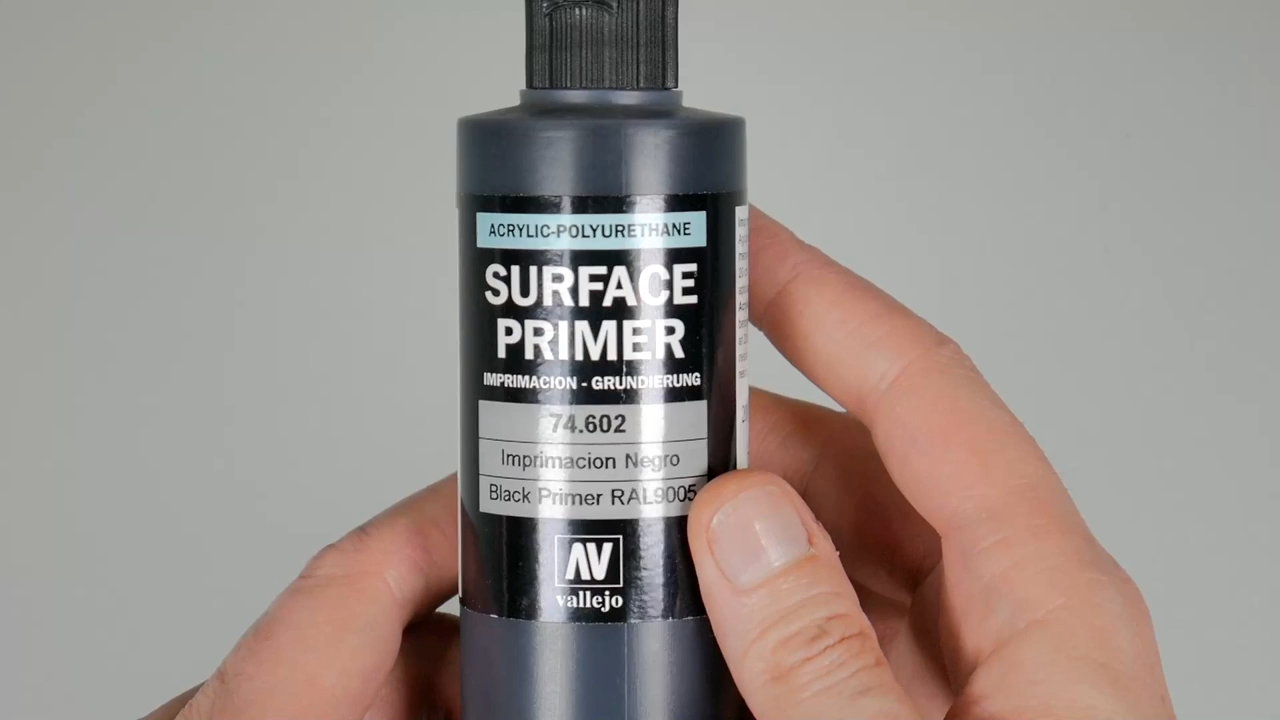 ACRYLIC-POLYURETHANE
SURFACE
PRIMER
IMPRIMACION - GRUNDIERUNG
74.602
Imprimacion Negro
Black Primer RAL9005
AV
vallejo